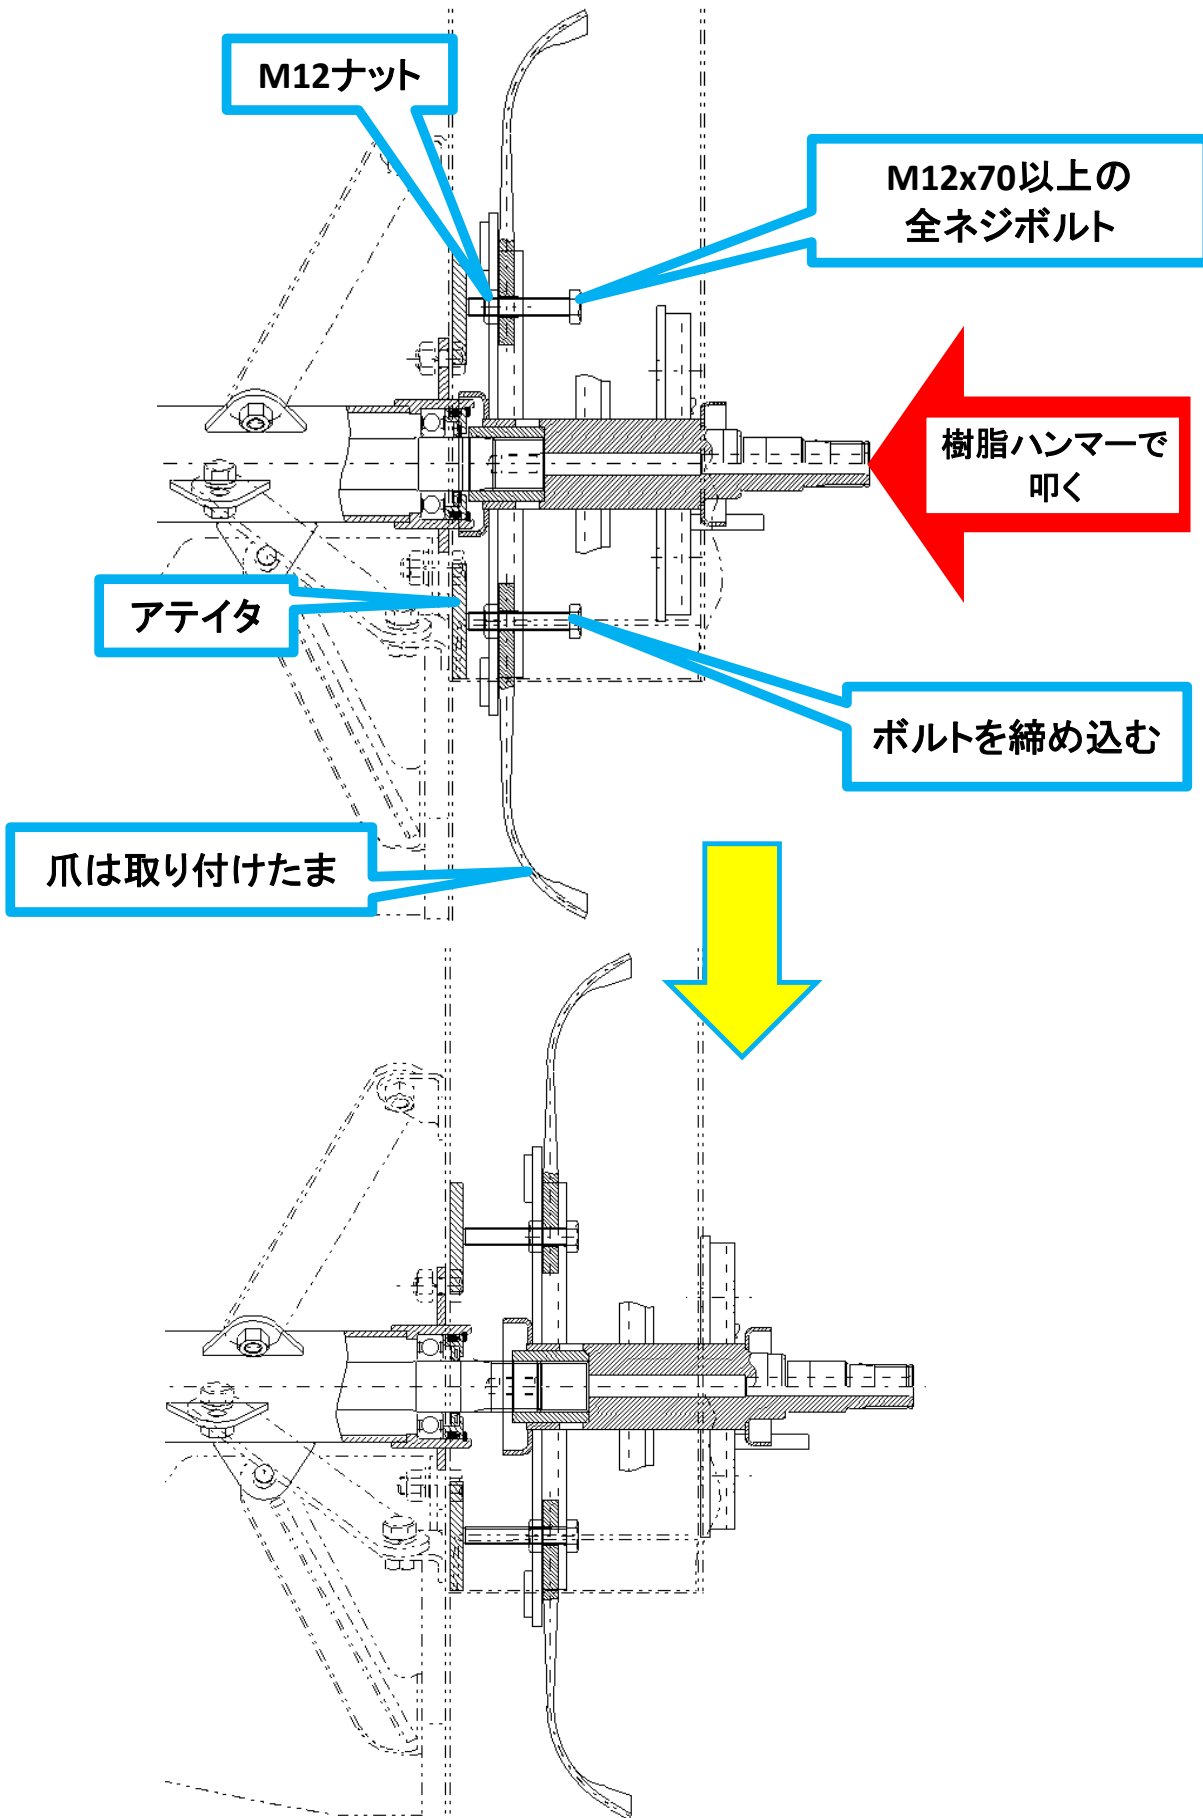 M12ナット
M12x70以上の
全ネジボルト
樹脂ハンマーで
叩く
アテイタ
ボルトを締め込む
爪は取り付けたま